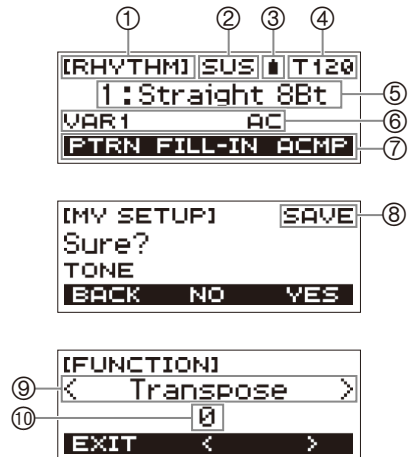 ① ② ③ ④
[RHYTHM] SUS T120
1:Straight 8Bt ⑤
VAR1 AC ⑥
PTRN FILL-IN ACMP ⑦
[MY SETUP] SAVE ⑧
Sure?
TONE
BACK NO YES
[FUNCTION]
⑨ < Transpose >
⑩ 0
EXIT < >